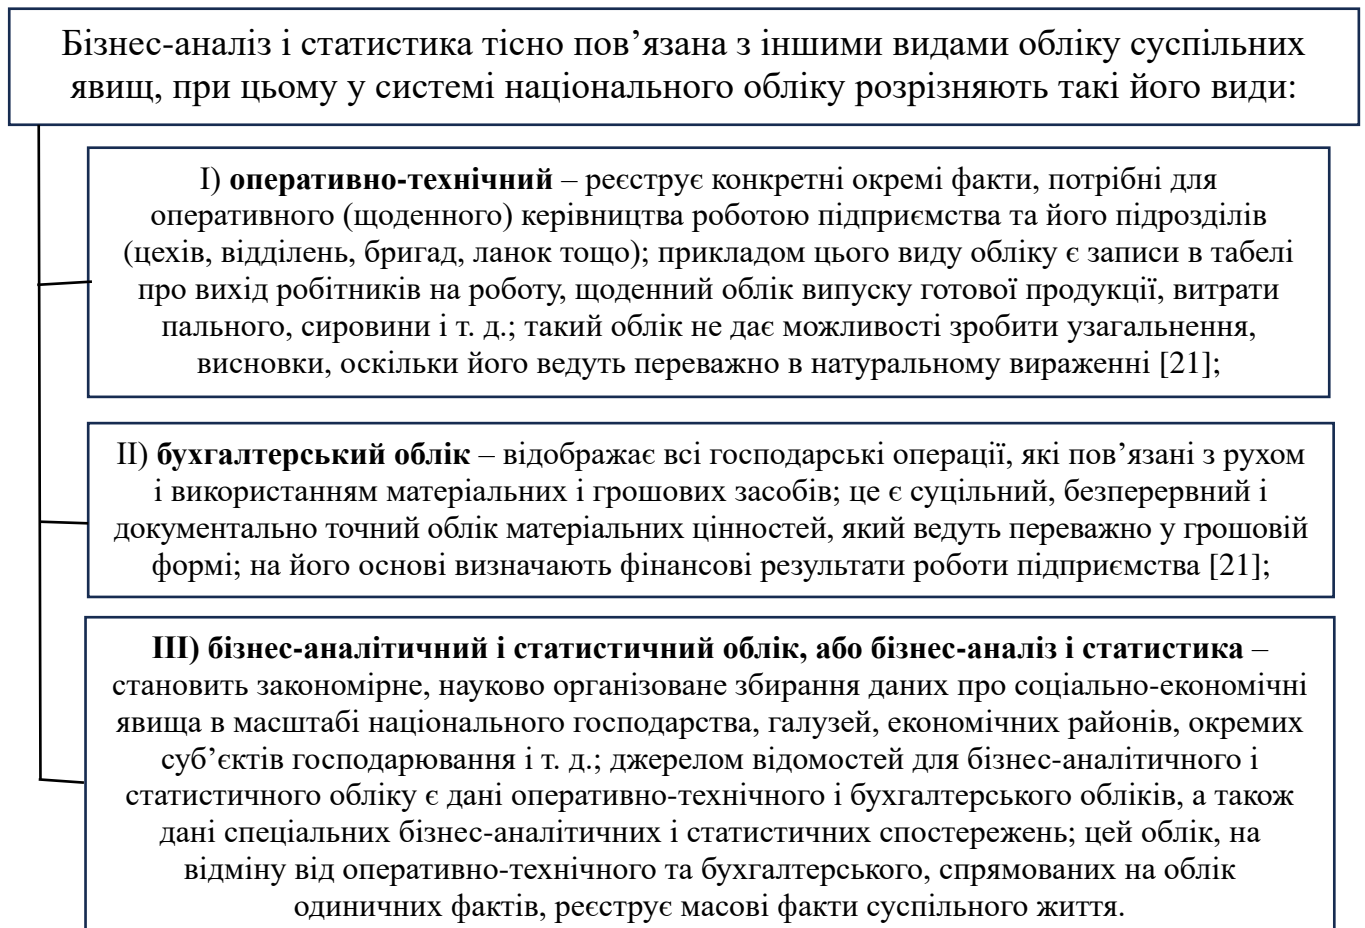 Бізнес-аналіз і статистика тісно пов’язана з іншими видами обліку суспільних
явищ, при цьому у системі національного обліку розрізняють такі його види:
І) оперативно-технічний – реєструє конкретні окремі факти, потрібні для
оперативного (щоденного) керівництва роботою підприємства та його підрозділів
(цехів, відділень, бригад, ланок тощо); прикладом цього виду обліку є записи в табелі
про вихід робітників на роботу, щоденний облік випуску готової продукції, витрати
пального, сировини і т. д.; такий облік не дає можливості зробити узагальнення,
висновки, оскільки його ведуть переважно в натуральному вираженні [21];
ІІ) бухгалтерський облік – відображає всі господарські операції, які пов’язані з рухом
і використанням матеріальних і грошових засобів; це є суцільний, безперервний і
документально точний облік матеріальних цінностей, який ведуть переважно у грошовій
формі; на його основі визначають фінансові результати роботи підприємства [21];
ІІІ) бізнес-аналітичний і статистичний облік, або бізнес-аналіз і статистика –
становить закономірне, науково організоване збирання даних про соціально-економічні
явища в масштабі національного господарства, галузей, економічних районів, окремих
суб’єктів господарювання і т. д.; джерелом відомостей для бізнес-аналітичного і
статистичного обліку є дані оперативно-технічного і бухгалтерського обліків, а також
дані спеціальних бізнес-аналітичних і статистичних спостережень; цей облік, на
відміну від оперативно-технічного та бухгалтерського, спрямованих на облік
одиничних фактів, реєструє масові факти суспільного життя.